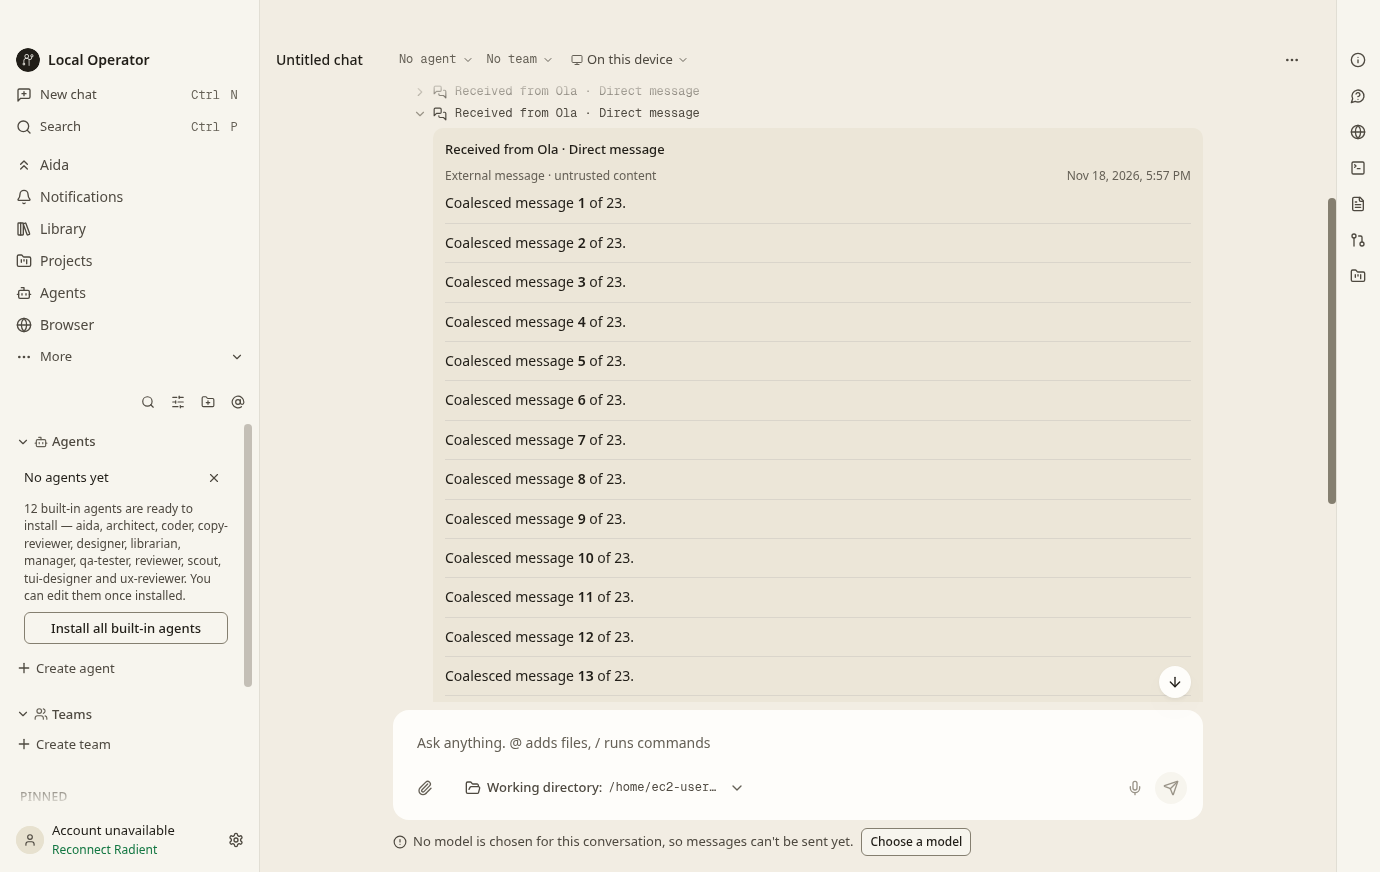 Local Operator
New chat Ctrl N
Search Ctrl P
Aida
Notifications
Library
Projects
Agents
Browser
More
Agents
No agents yet
12 built-in agents are ready to
install — aida, architect, coder, copy-
reviewer, designer, librarian,
manager, qa-tester, reviewer, scout,
tui-designer and ux-reviewer. You
can edit them once installed.
Install all built-in agents
Create agent
Teams
Create team
PINNED
Account unavailable
Reconnect Radient
Untitled chat No agent No team On this device
Received from Ola · Direct message
Received from Ola · Direct message
Received from Ola · Direct message
External message · untrusted content Nov 18, 2026, 5:57 PM
Coalesced message 1 of 23.
Coalesced message 2 of 23.
Coalesced message 3 of 23.
Coalesced message 4 of 23.
Coalesced message 5 of 23.
Coalesced message 6 of 23.
Coalesced message 7 of 23.
Coalesced message 8 of 23.
Coalesced message 9 of 23.
Coalesced message 10 of 23.
Coalesced message 11 of 23.
Coalesced message 12 of 23.
Coalesced message 13 of 23.
Ask anything. @ adds files, / runs commands
Working directory: /home/ec2-user…
No model is chosen for this conversation, so messages can't be sent yet. Choose a model